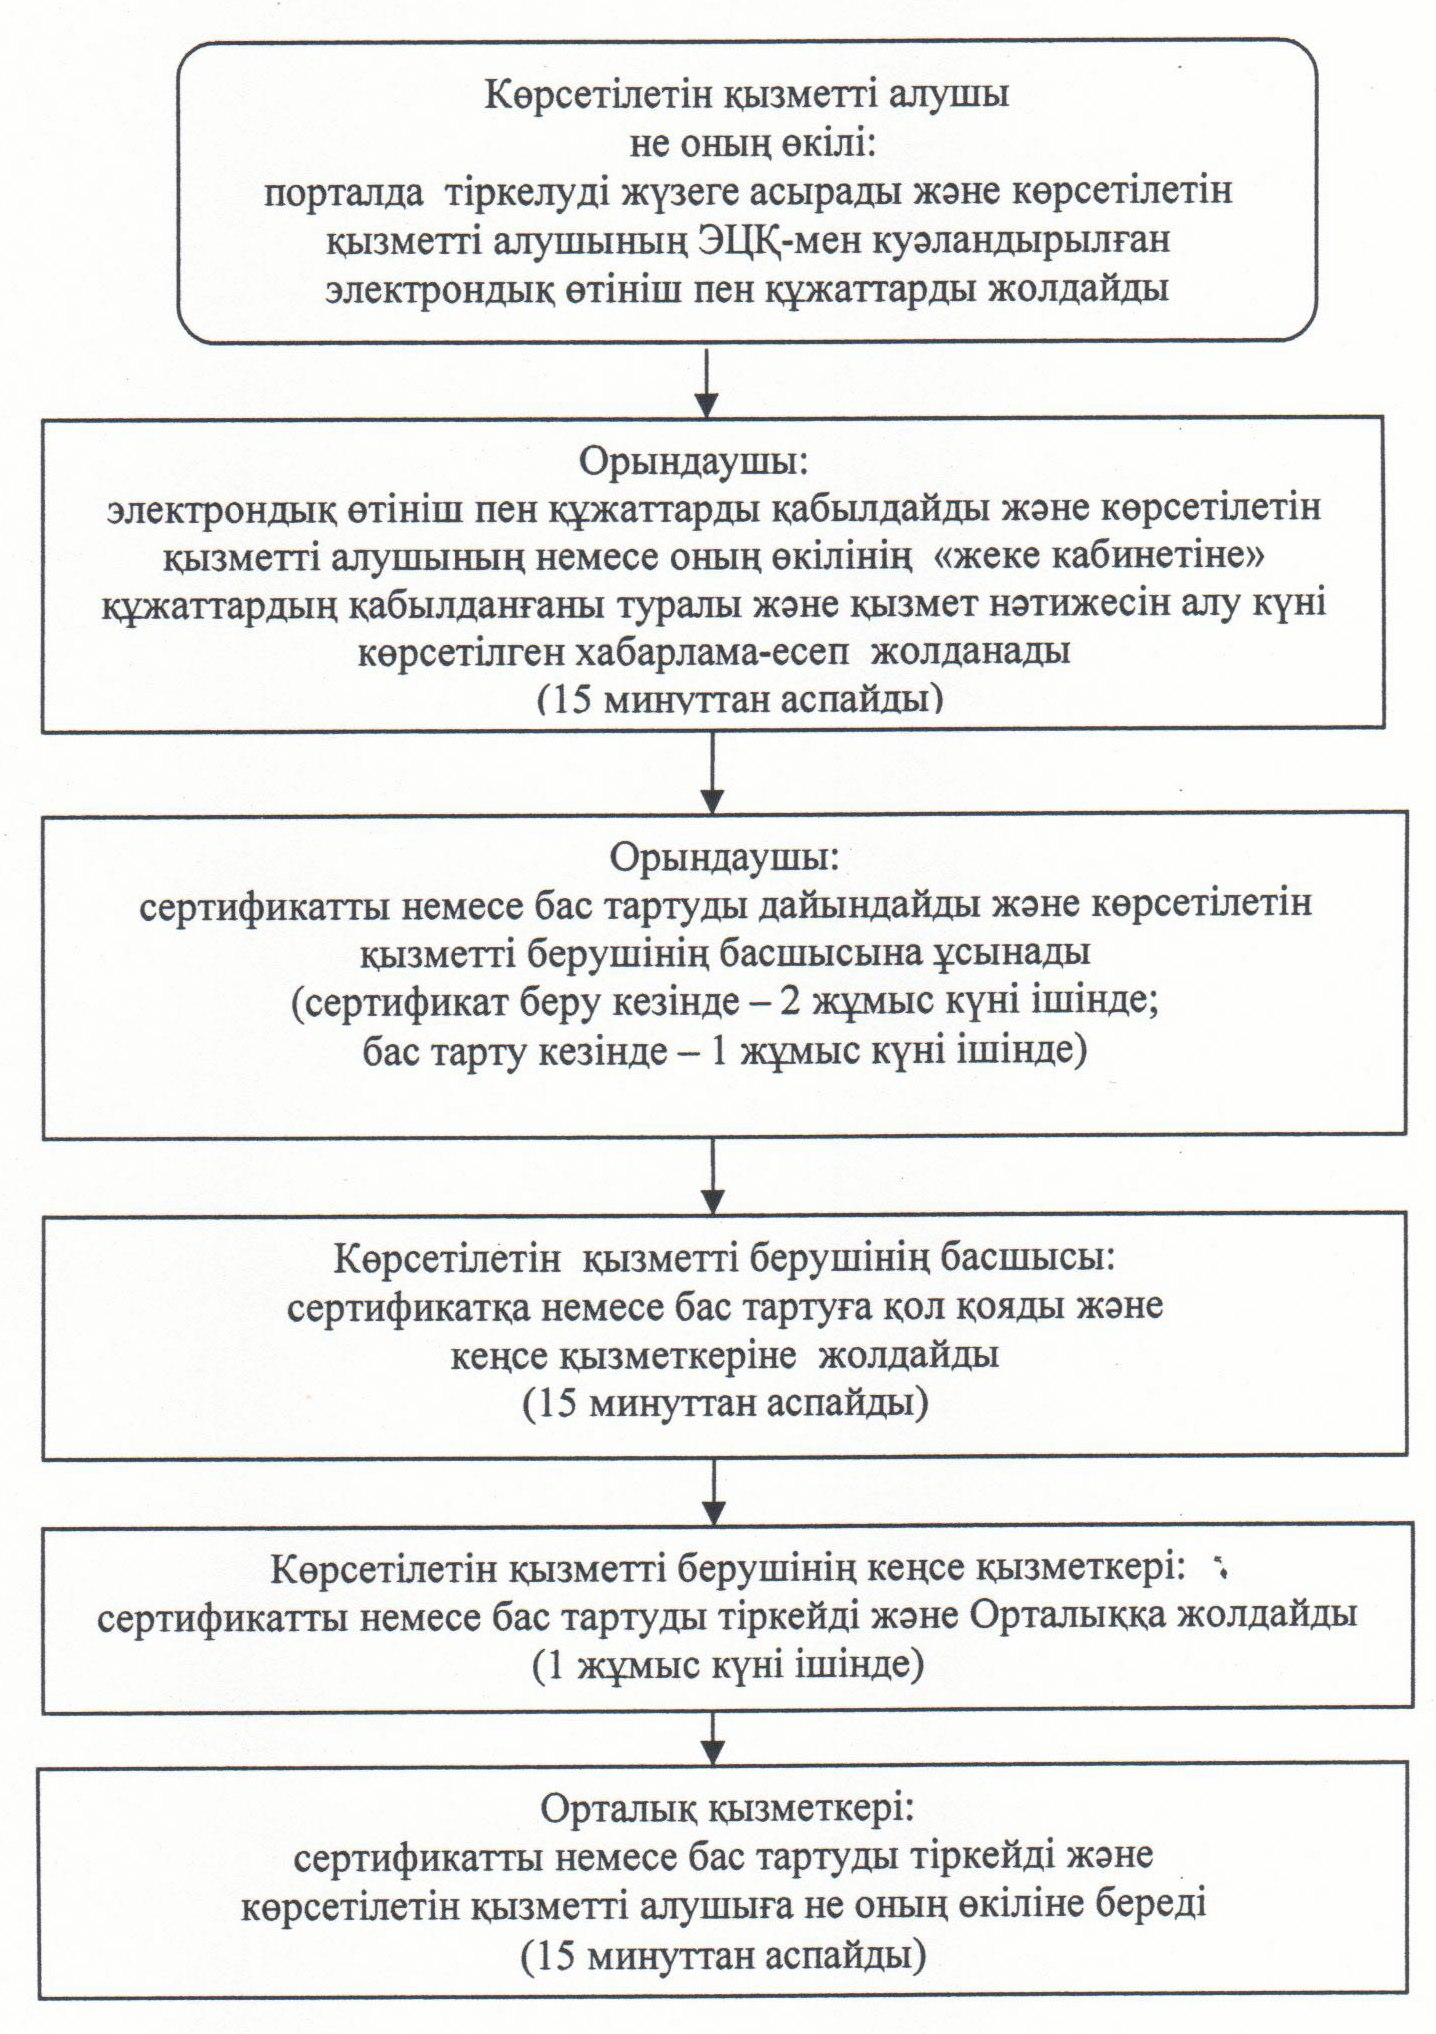 Көрсетілетін қызметті алушы
не оның өкілі:
порталда тіркелуді жүзеге асырады және көрсетілетін
қызметті алушының ЭЦҚ-мен куәландырылған
электрондық өтініш пен құжаттарды жолдайды
Орындаушы:
электрондық өтініш пен құжаттарды қабылдайды және көрсетілетін
қызметті алушының немесе оның өкілінің «жеке кабинетіне»
құжаттардың қабылданғаны туралы және қызмет нәтижесін алу күні
көрсетілген хабарлама-есеп жолданады
(15 минуттан аспайды)
Орындаушы:
сертификатты немесе бас тартуды дайындайды және көрсетілетін
қызметті берушінің басшысына ұсынады
(сертификат беру кезінде – 2 жұмыс күні ішінде;
бас тарту кезінде – 1 жұмыс күні ішінде)
Көрсетілетін қызметті берушінің басшысы:
сертификатқа немесе бас тартуға қол қояды және
кеңсе қызметкеріне жолдайды
(15 минуттан аспайды)
Көрсетілетін қызметті берушінің кеңсе қызметкері:
сертификатты немесе бас тартуды тіркейді және Орталыққа жолдайды
(1 жұмыс күні ішінде)
Орталық қызметкері:
сертификатты немесе бас тартуды тіркейді және
көрсетілетін қызметті алушыға не оның өкіліне береді
(15 минуттан аспайды)